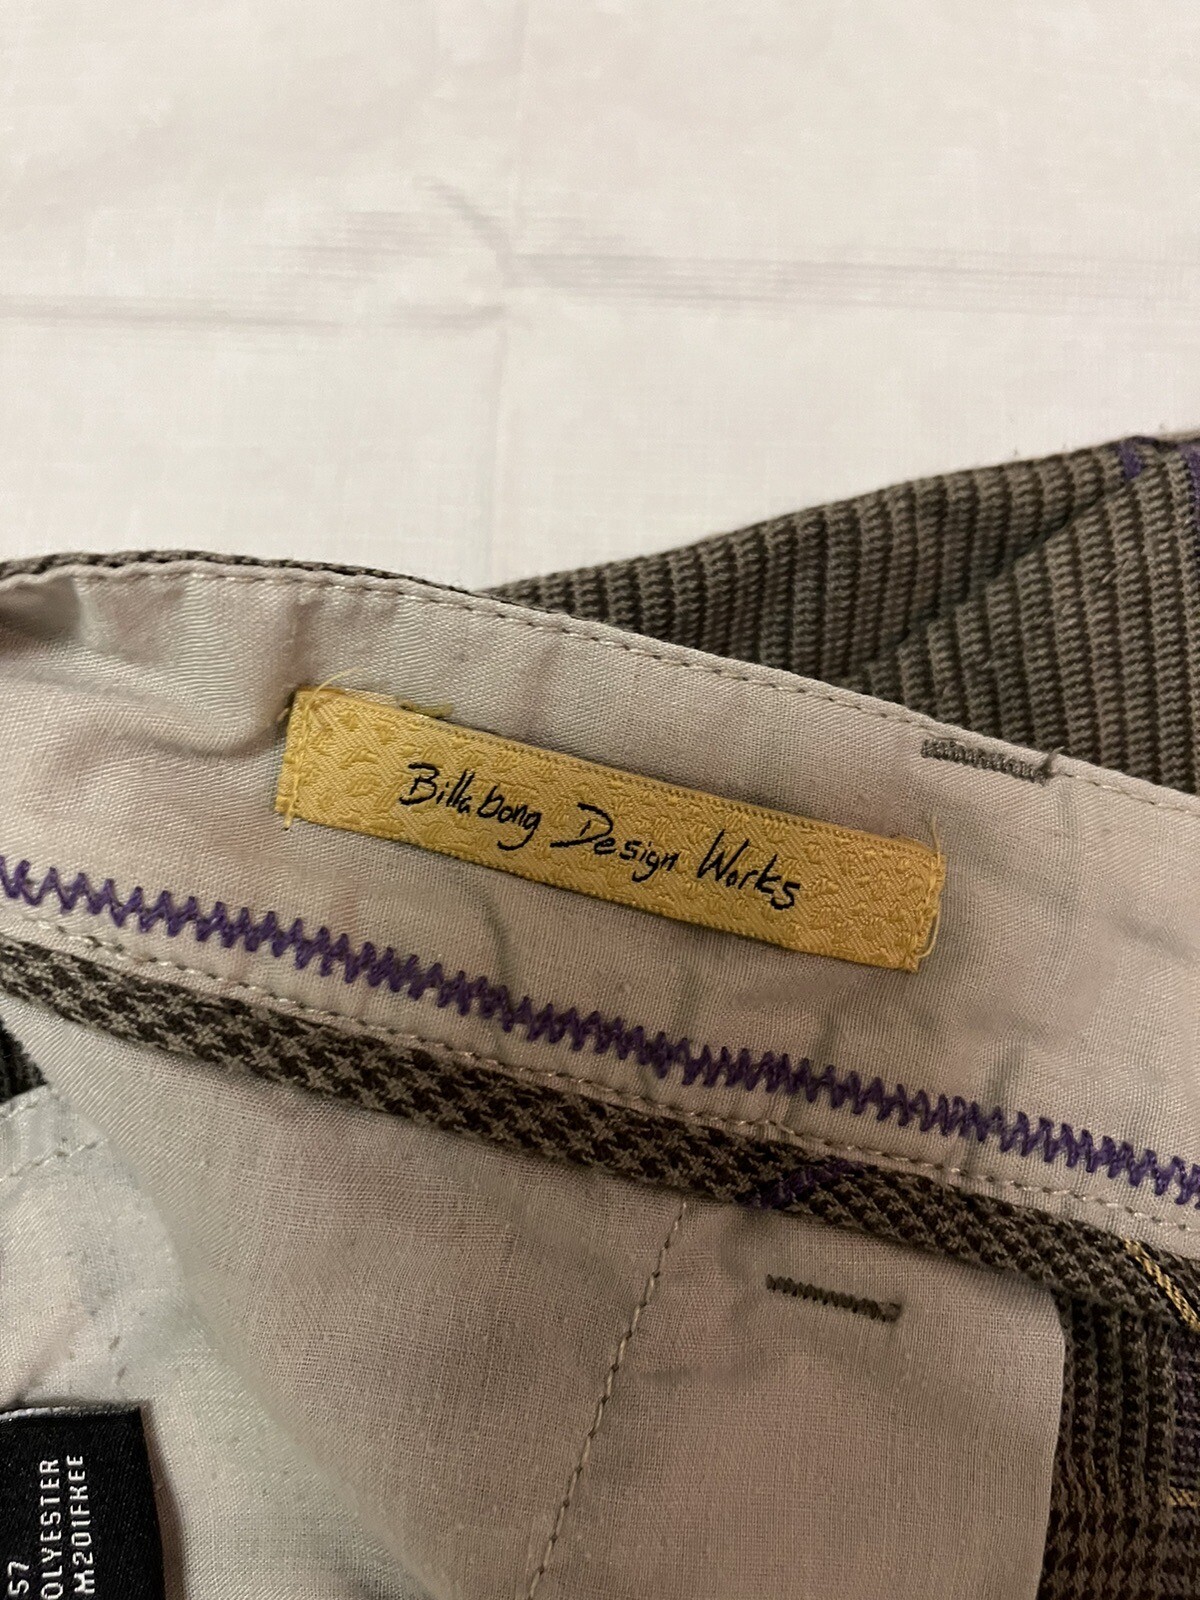 Billabong Design Works
57
OLYESTER
M201FREE